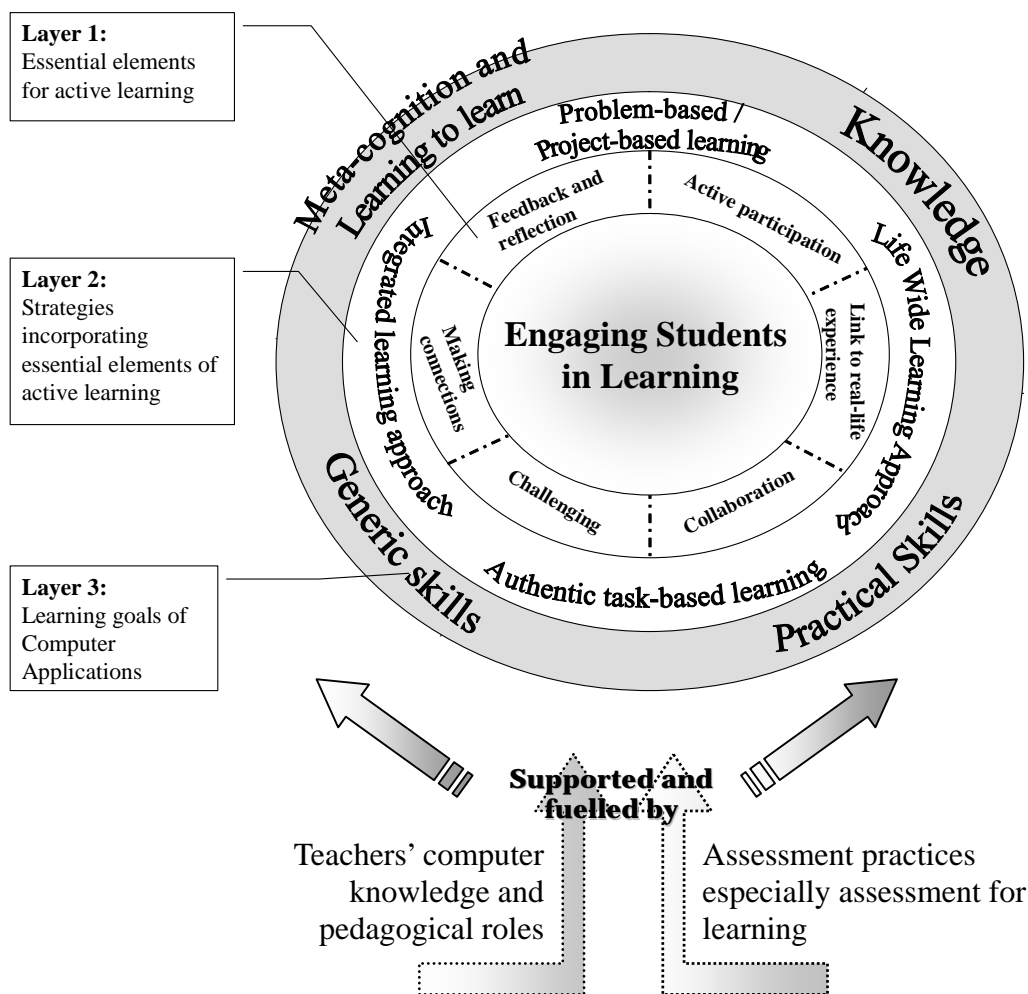 Layer 1:
Essential elements
for active learning
Layer 2:
Strategies
incorporating
essential elements of
active learning
Layer 3:
Learning goals of
Computer
Applications
Meta-cognition and
Learning to learn
Knowledge
Practical Skills
Generic skills
Problem-based /
Project-based learning
Life Wide Learning Approach
Authentic task-based learning
Integrated learning approach
Feedback and
reflection
Active participation
Link to real-life
experience
Collaboration
Challenging
Making
connections
Engaging Students
in Learning
Supported and
fuelled by
Teachers’ computer
knowledge and
pedagogical roles
Assessment practices
especially assessment for
learning